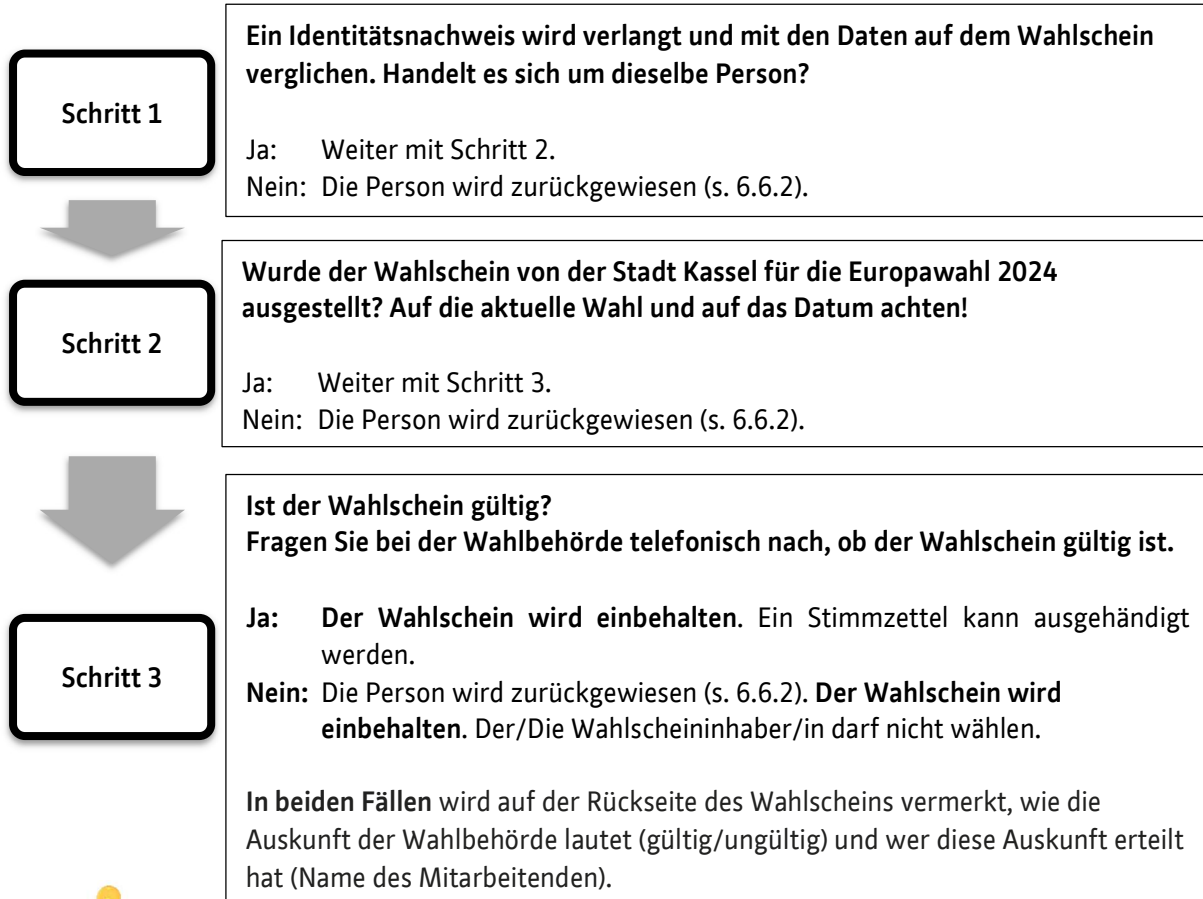 Ein Identitätsnachweis wird verlangt und mit den Daten auf dem Wahlschein
verglichen. Handelt es sich um dieselbe Person?
Schritt 1
Ja: Weiter mit Schritt 2.
Nein: Die Person wird zurückgewiesen (s. 6.6.2).
Wurde der Wahlschein von der Stadt Kassel für die Europawahl 2024
ausgestellt? Auf die aktuelle Wahl und auf das Datum achten!
Schritt 2
Ja: Weiter mit Schritt 3.
Nein: Die Person wird zurückgewiesen (s. 6.6.2).
Ist der Wahlschein gültig?
Fragen Sie bei der Wahlbehörde telefonisch nach, ob der Wahlschein gültig ist.
Ja: Der Wahlschein wird einbehalten. Ein Stimmzettel kann ausgehändigt
werden.
Schritt 3
Nein: Die Person wird zurückgewiesen (s. 6.6.2). Der Wahlschein wird
einbehalten. Der/Die Wahlscheininhaber/in darf nicht wählen.
In beiden Fällen wird auf der Rückseite des Wahlscheins vermerkt, wie die
Auskunft der Wahlbehörde lautet (gültig/ungültig) und wer diese Auskunft erteilt
hat (Name des Mitarbeitenden).